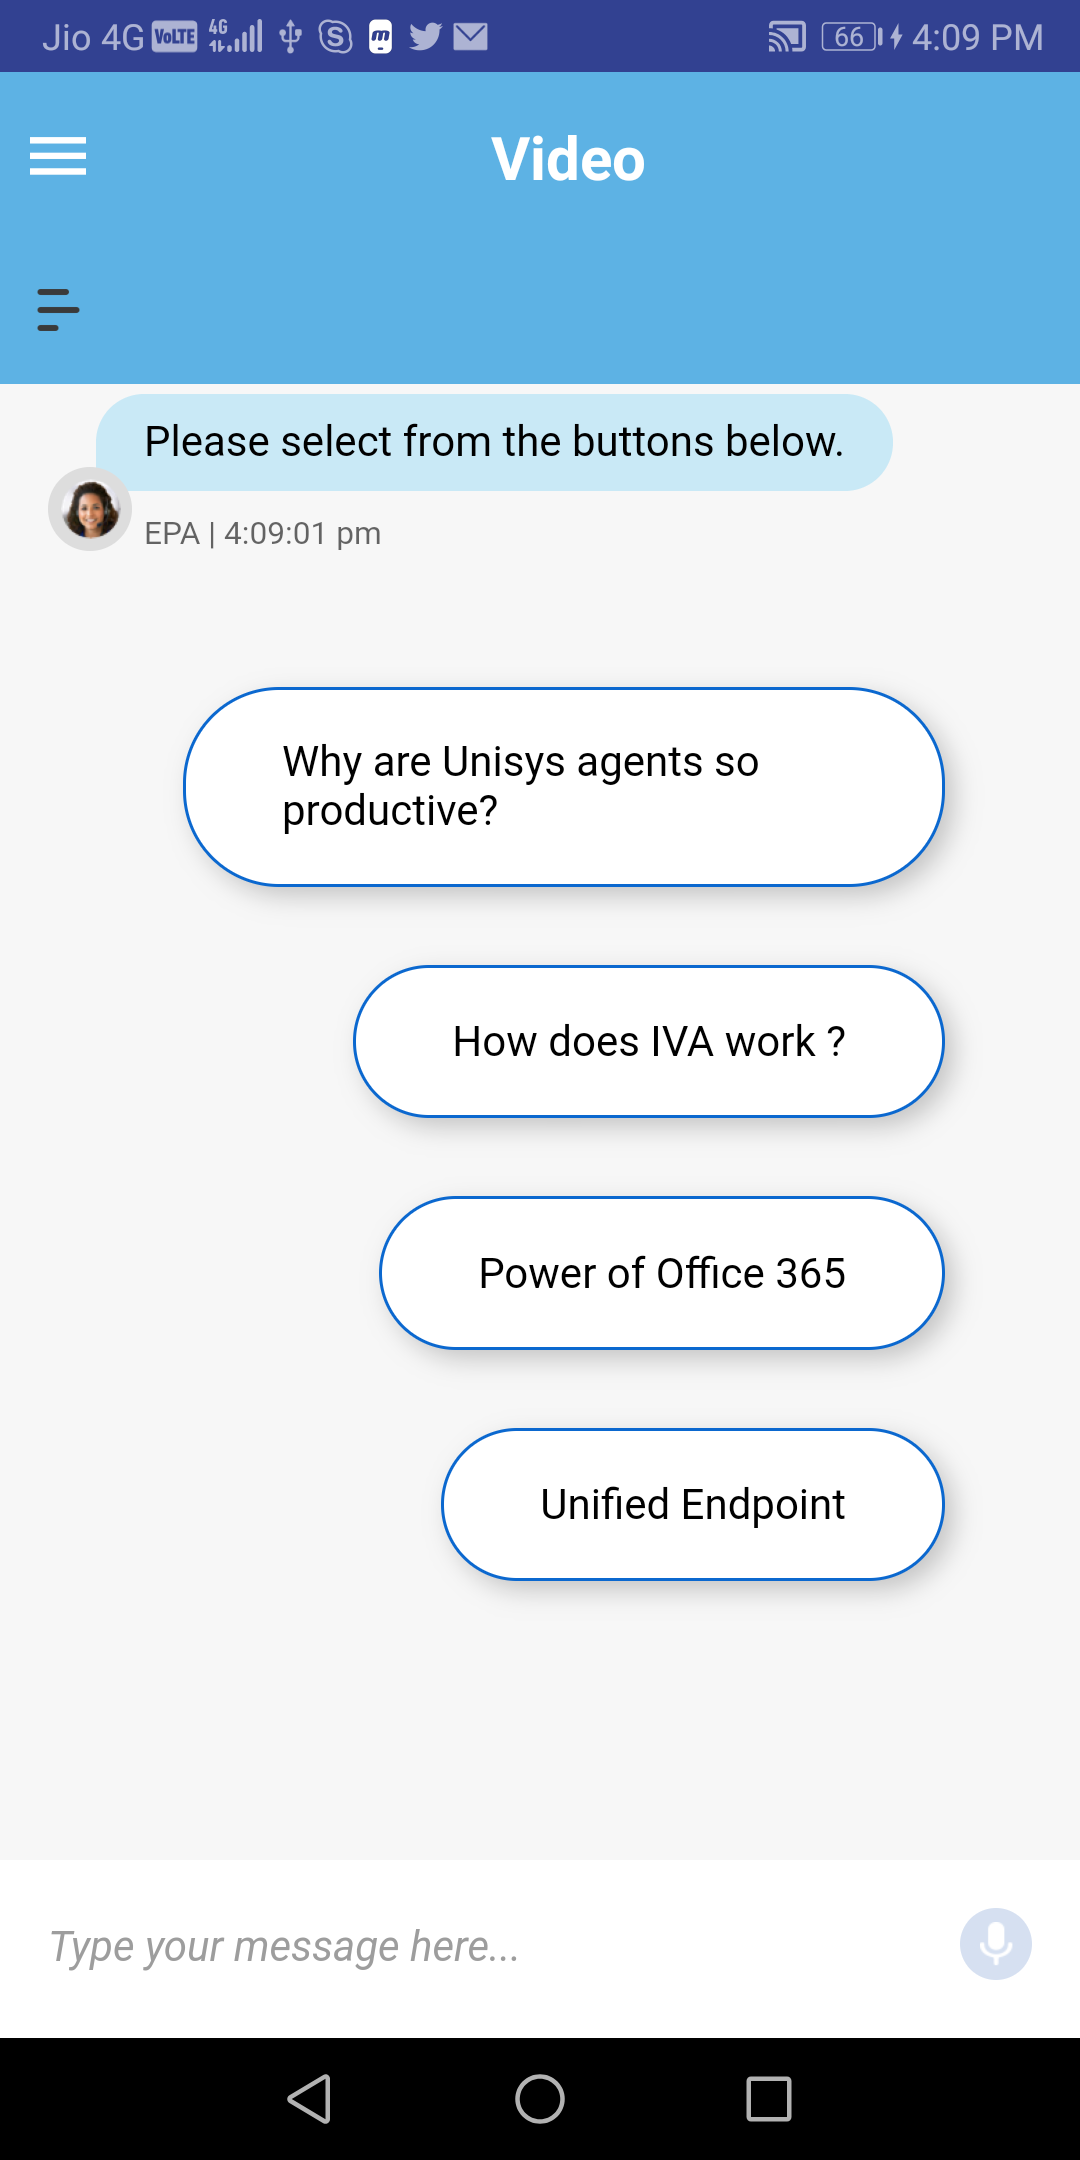 Jio 4G VoLTE 4G 66 4:09 PM
Video
Please select from the buttons below.
EPA | 4:09:01 pm
Why are Unisys agents so
productive?
How does IVA work ?
Power of Office 365
Unified Endpoint
Type your message here...